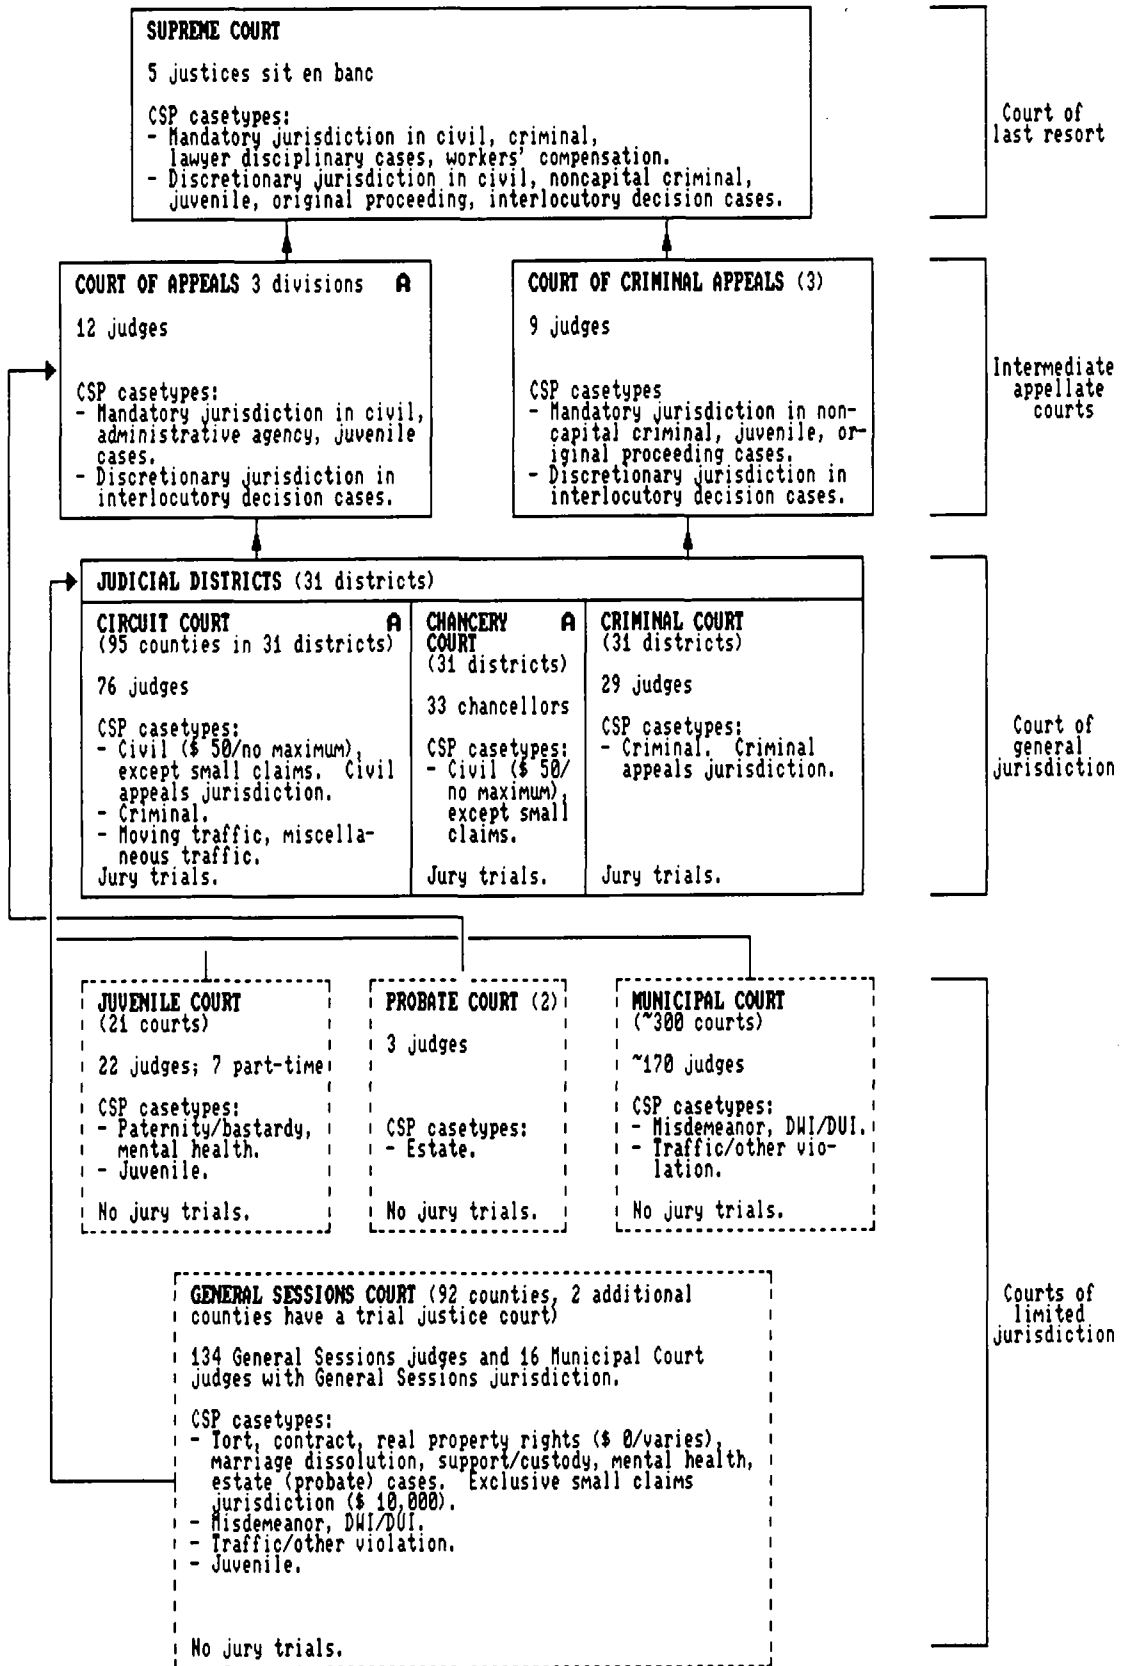 SUPREME COURT
5 justices sit en banc
CSP casetypes:
- Mandatory jurisdiction in civil, criminal,
lawyer disciplinary cases, workers' compensation.
- Discretionary jurisdiction in civil, noncapital criminal,
juvenile, original proceeding, interlocutory decision cases.
Court of
last resort
COURT OF APPEALS 3 divisions A
12 judges
CSP casetypes:
- Mandatory jurisdiction in civil,
administrative agency, juvenile
cases.
- Discretionary jurisdiction in
interlocutory decision cases.
COURT OF CRIMINAL APPEALS (3)
9 judges
CSP casetypes
- Mandatory jurisdiction in non-
capital criminal, juvenile, or-
iginal proceeding cases.
- Discretionary jurisdiction in
interlocutory decision cases.
Intermediate
appellate
courts
JUDICIAL DISTRICTS (31 districts)
CIRCUIT COURT A
(95 counties in 31 districts)
76 judges
CSP casetypes:
- Civil ($ 50/no maximum),
except small claims. Civil
appeals jurisdiction.
- Criminal.
- Moving traffic, miscella-
neous traffic.
Jury trials.
CHANCERY A
COURT
(31 districts)
33 chancellors
CSP casetypes:
- Civil ($ 50/
no maximum),
except small
claims.
Jury trials.
CRIMINAL COURT
(31 districts)
29 judges
CSP casetypes:
- Criminal. Criminal
appeals jurisdiction.
Jury trials.
Court of
general
jurisdiction
JUVENILE COURT
(21 courts)
22 judges; 7 part-time
CSP casetypes:
- Paternity/bastardy,
mental health.
- Juvenile.
No jury trials.
PROBATE COURT (2)
3 judges
CSP casetypes:
- Estate.
No jury trials.
MUNICIPAL COURT
(~300 courts)
~170 judges
CSP casetypes:
- Misdemeanor, DWI/DUI.
- Traffic/other vio-
lation.
No jury trials.
GENERAL SESSIONS COURT (92 counties, 2 additional
counties have a trial justice court)
134 General Sessions judges and 16 Municipal Court
judges with General Sessions jurisdiction.
CSP casetypes:
- Tort, contract, real property rights ($ 0/varies),
marriage dissolution, support/custody, mental health,
estate (probate) cases. Exclusive small claims
jurisdiction ($ 10,000).
- Misdemeanor, DWI/DUI.
- Traffic/other violation.
- Juvenile.
No jury trials.
Courts of
limited
jurisdiction